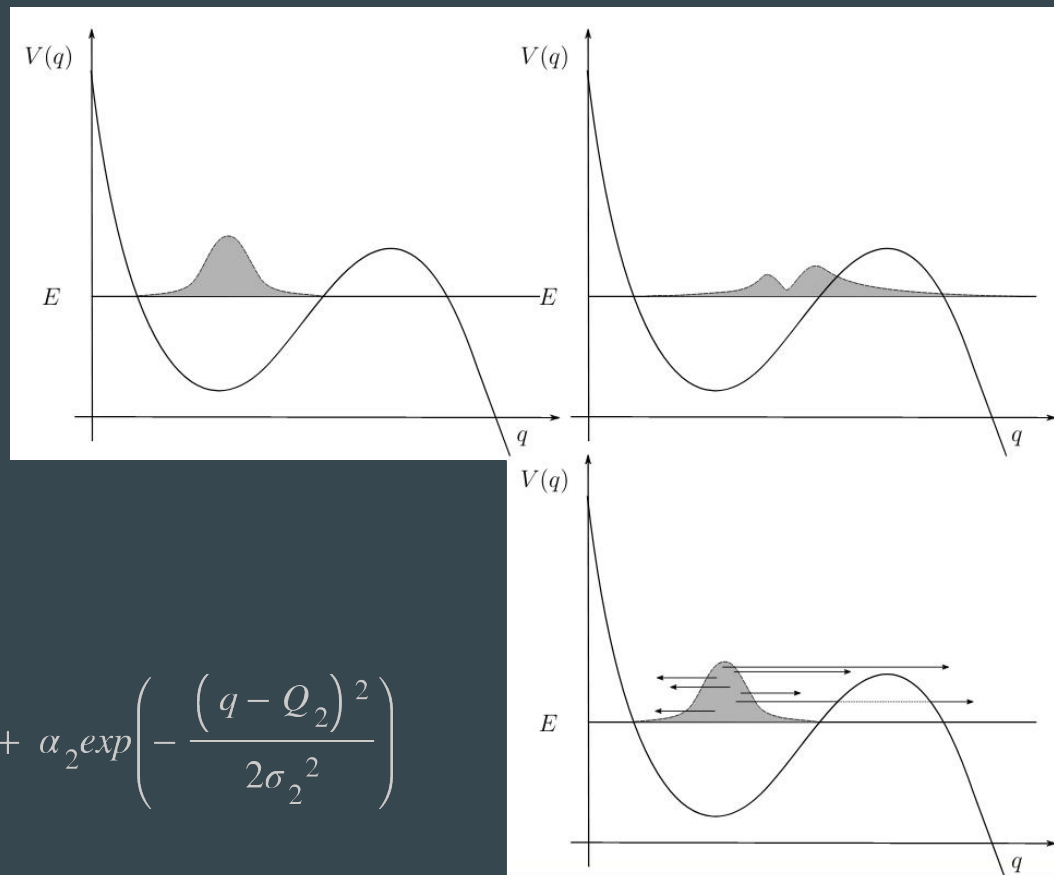 V(q) V(q)
E E
q q
V(q)
+ α₂exp(− (q − Q₂)² / 2σ₂²)
E
q